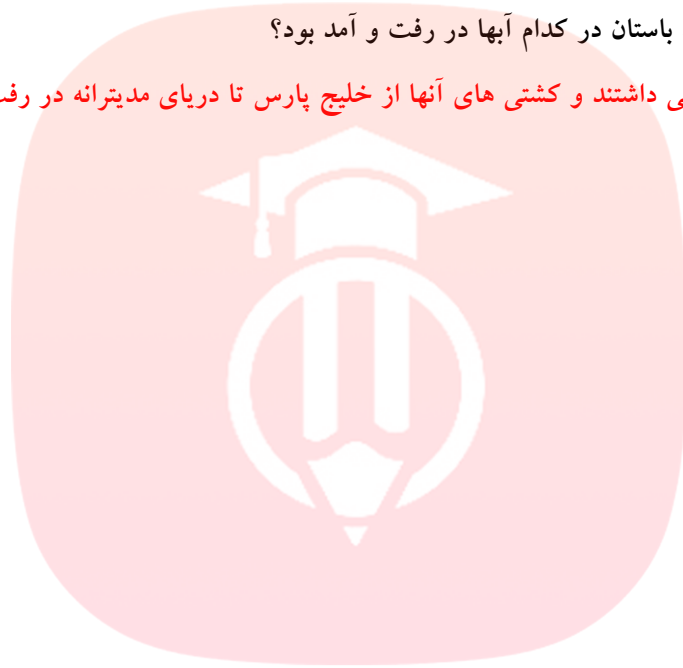 باستان در کدام آبها در رفت و آمد بود؟
ی داشتند و کشتی های آنها از خلیج پارس تا دریای مدیترانه در رفت